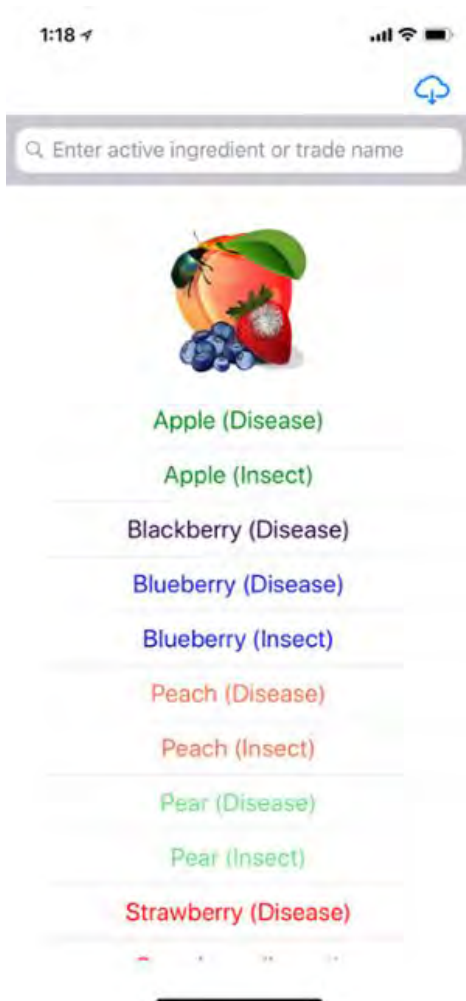 1:18
Enter active ingredient or trade name
Apple (Disease)
Apple (Insect)
Blackberry (Disease)
Blueberry (Disease)
Blueberry (Insect)
Peach (Disease)
Peach (Insect)
Pear (Disease)
Pear (Insect)
Strawberry (Disease)